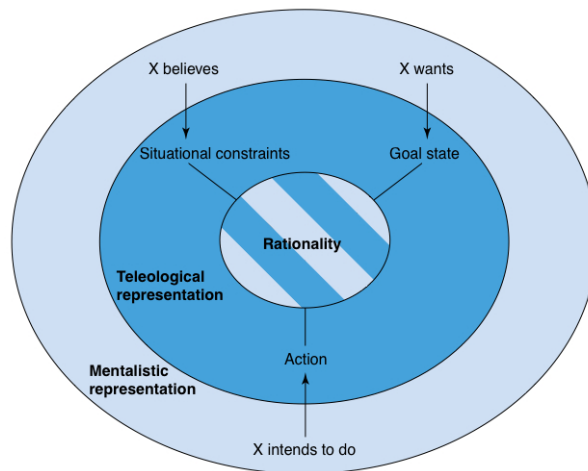 X believes
X wants
Situational constraints
Goal state
Rationality
Teleological
representation
Action
Mentalistic
representation
X intends to do